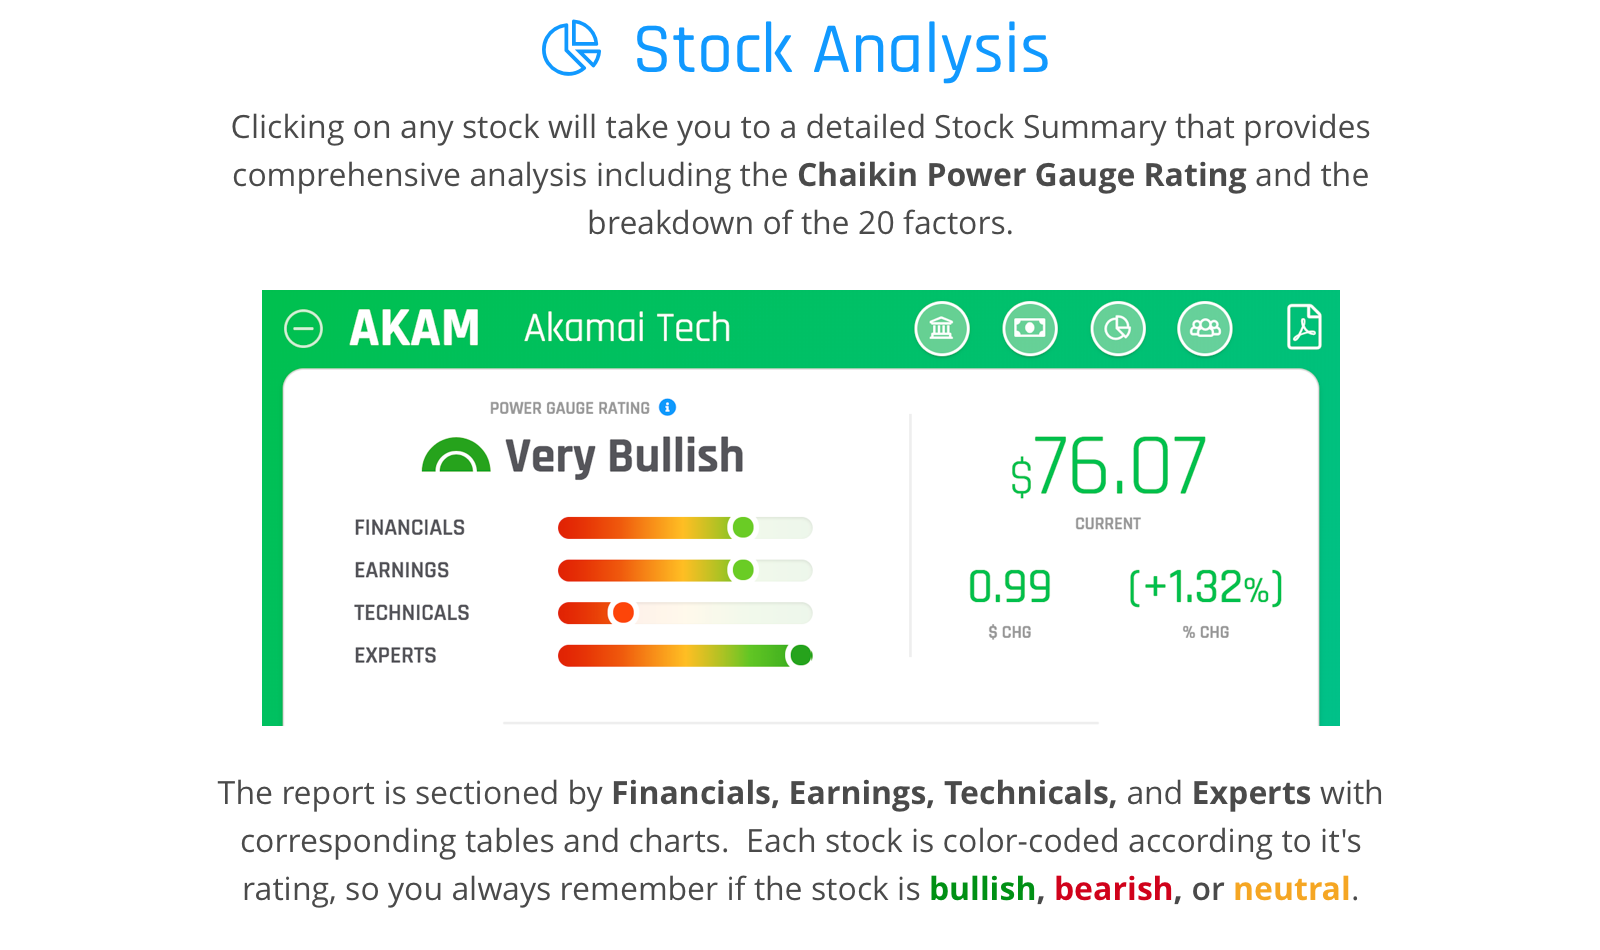 Stock Analysis
Clicking on any stock will take you to a detailed Stock Summary that provides
comprehensive analysis including the Chaikin Power Gauge Rating and the
breakdown of the 20 factors.
AKAM Akamai Tech
POWER GAUGE RATING i
Very Bullish
FINANCIALS
EARNINGS
TECHNICALS
EXPERTS
$76.07
CURRENT
0.99 (+1.32%)
$ CHG % CHG
The report is sectioned by Financials, Earnings, Technicals, and Experts with
corresponding tables and charts. Each stock is color-coded according to it's
rating, so you always remember if the stock is bullish, bearish, or neutral.